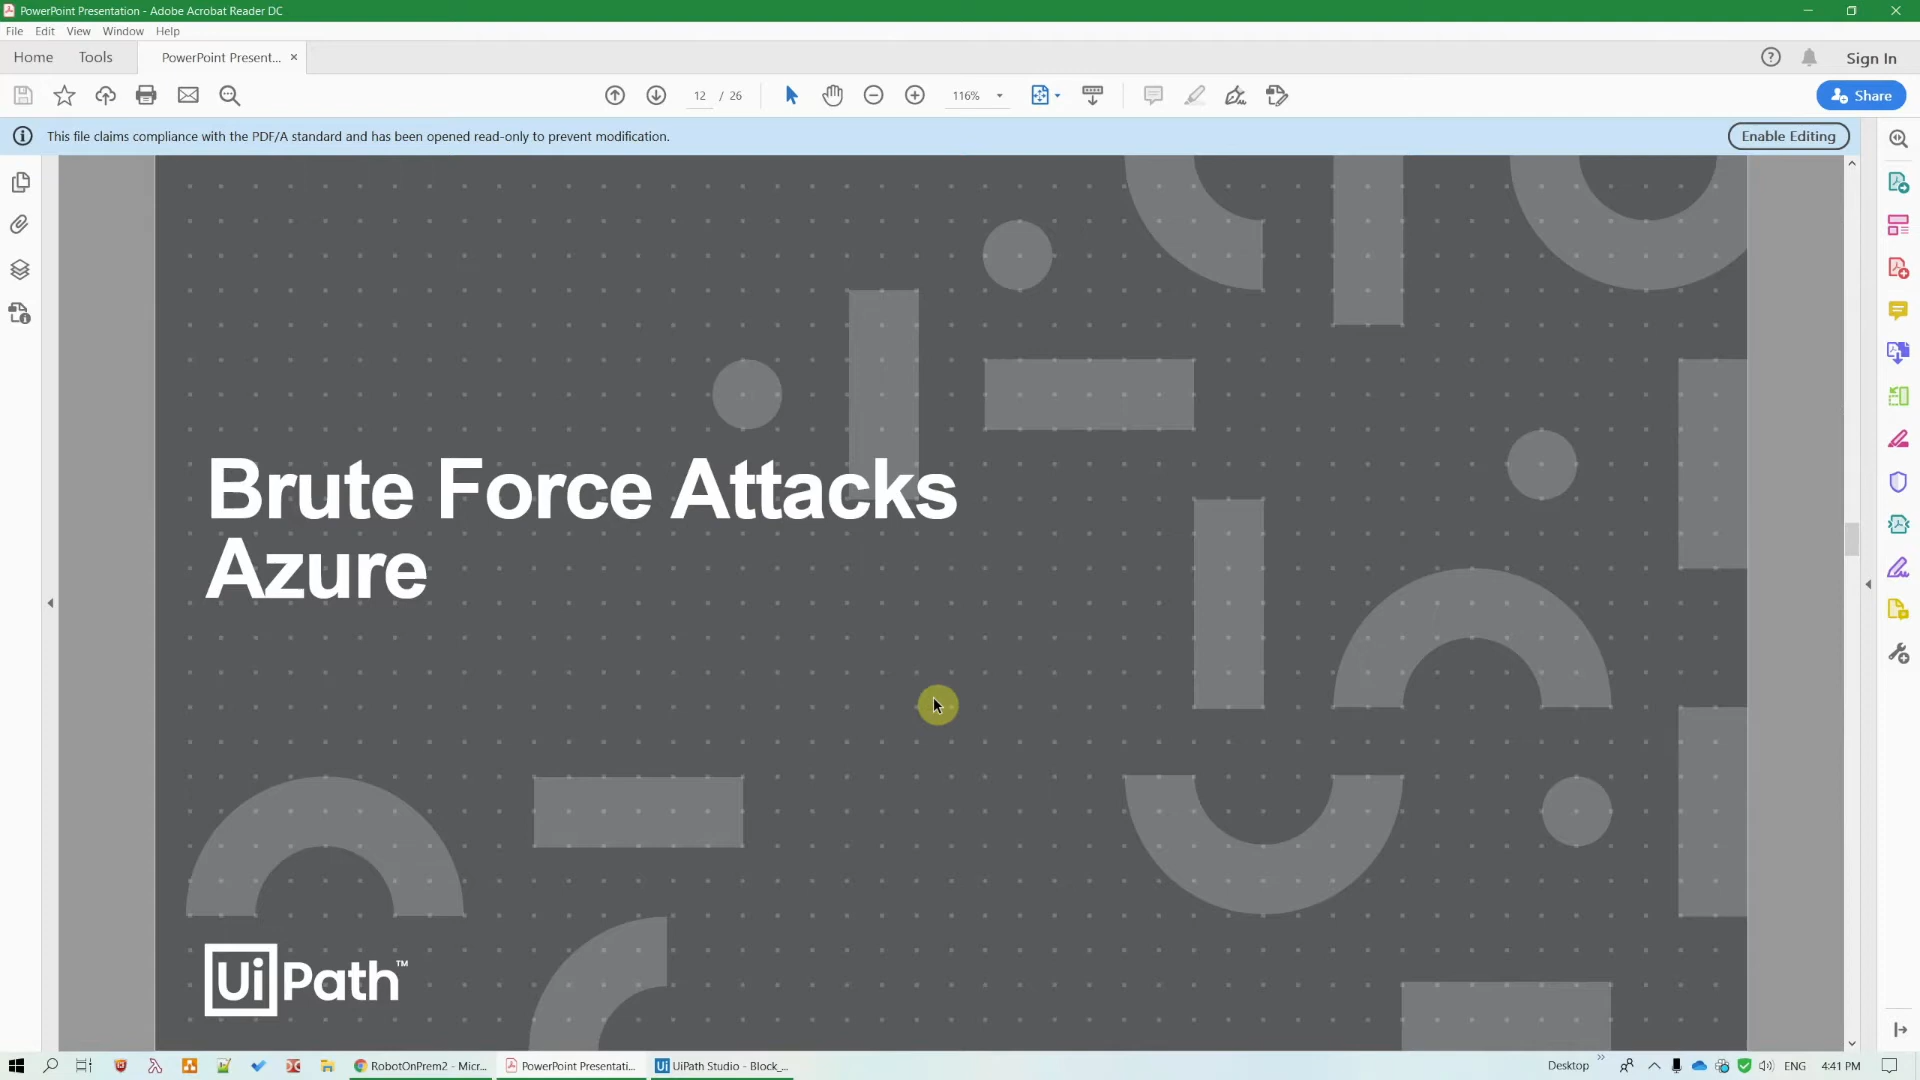 PowerPoint Presentation - Adobe Acrobat Reader DC
File Edit View Window Help
Home Tools PowerPoint Present... × Sign In
12 / 26 116% Share
This file claims compliance with the PDF/A standard and has been opened read-only to prevent modification. Enable Editing
Brute Force Attacks
Azure
UiPath™
RobotOnPrem2 - Micr... PowerPoint Presentati... UiPath Studio - Block_... Desktop ENG 4:41 PM